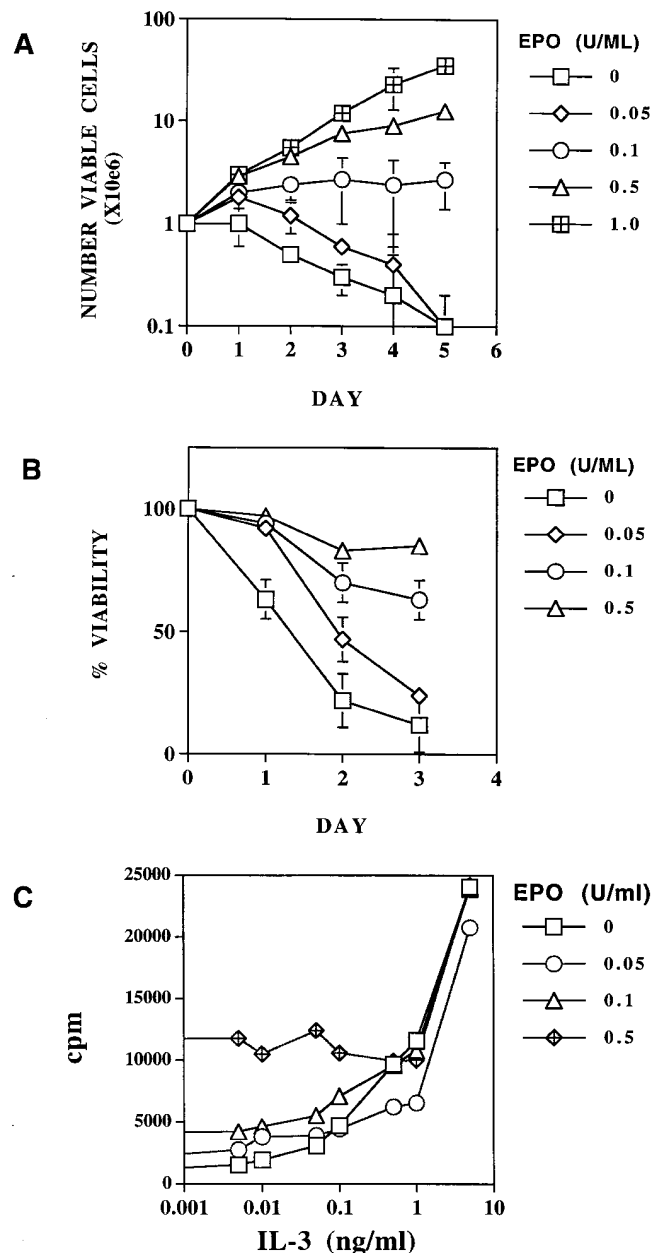 A
NUMBER VIABLE CELLS
(X10e6)
100
10
1
0.1
0 1 2 3 4 5 6
DAY
EPO (U/ML)
0
0.05
0.1
0.5
1.0
B
% VIABILITY
100
50
0
0 1 2 3 4
DAY
EPO (U/ML)
0
0.05
0.1
0.5
C
cpm
25000
20000
15000
10000
5000
0
0.001 0.01 0.1 1 10
IL-3 (ng/ml)
EPO (U/ml)
0
0.05
0.1
0.5